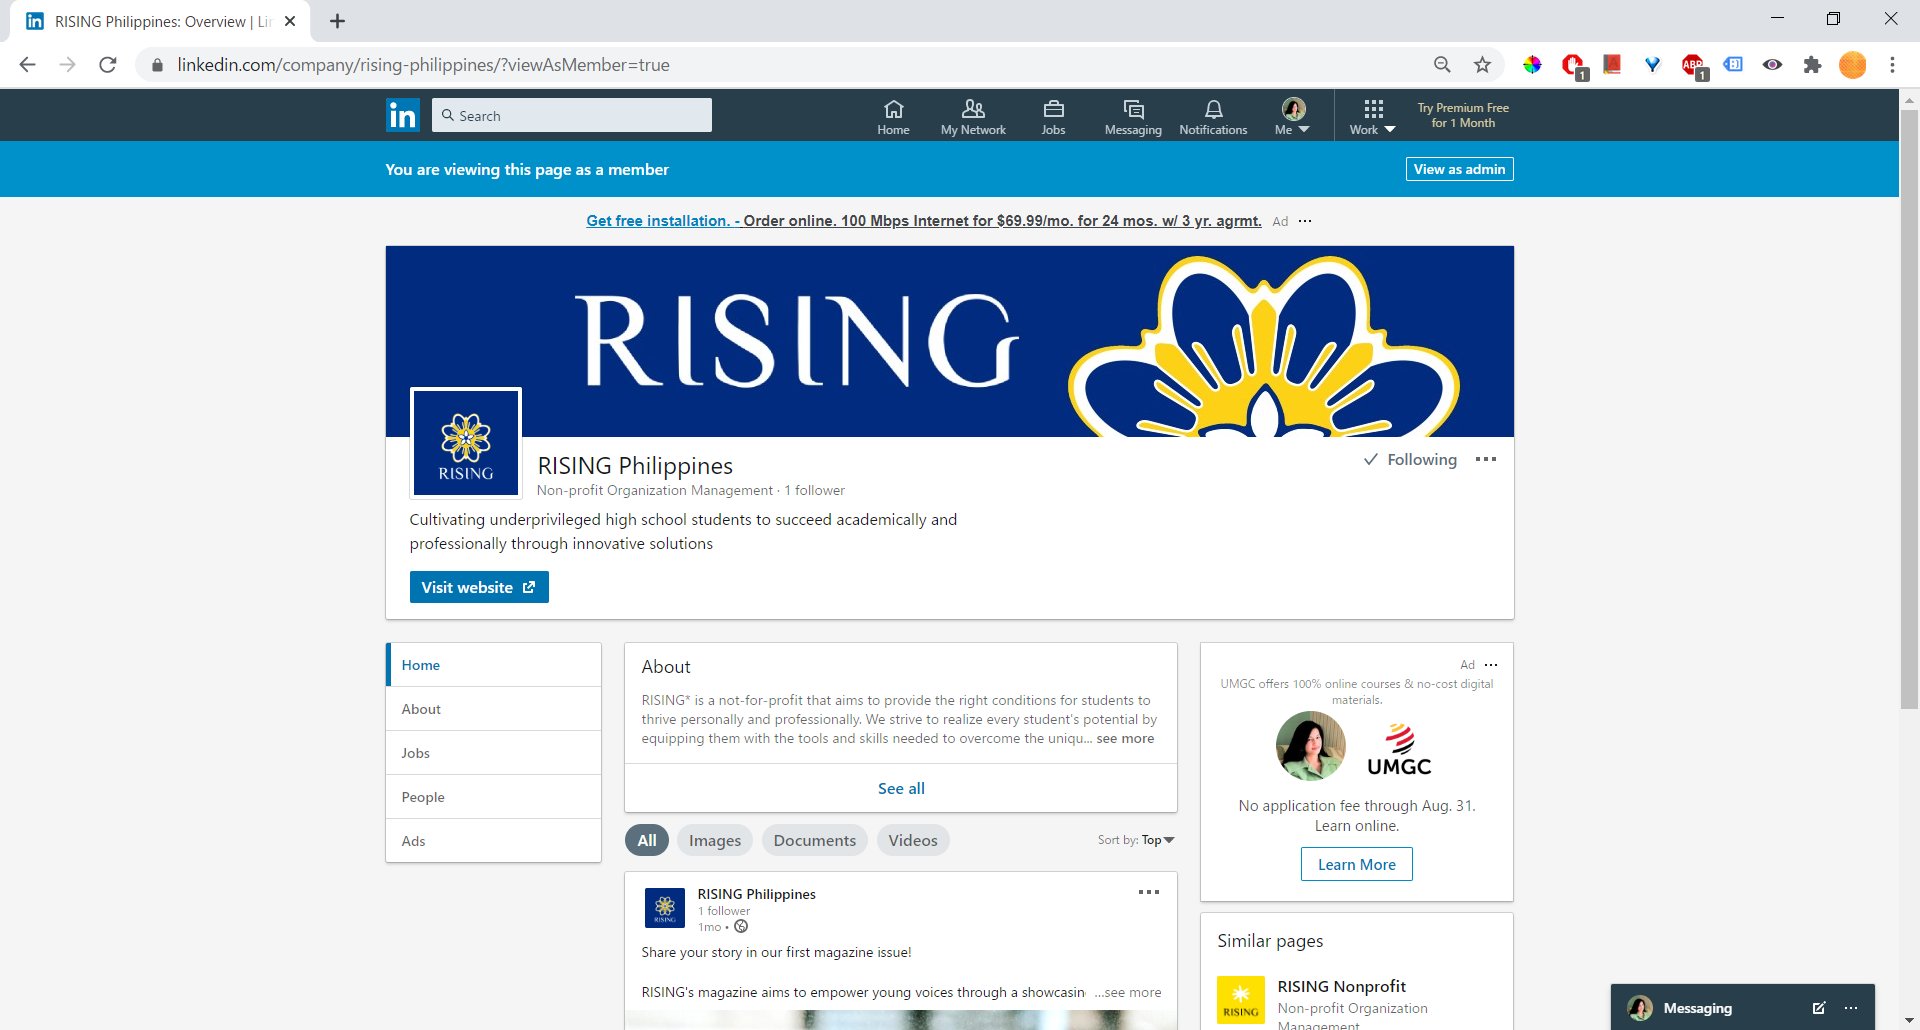 RISING Philippines: Overview | Lin
linkedin.com/company/rising-philippines/?viewAsMember=true
1
ABP
1
in
Search
Home
My Network
Jobs
Messaging
Notifications
Me
Work
Try Premium Free
for 1 Month
You are viewing this page as a member
View as admin
Get free installation. - Order online. 100 Mbps Internet for $69.99/mo. for 24 mos. w/ 3 yr. agrmt.
Ad
RISING
RISING
RISING Philippines
Following
Non-profit Organization Management · 1 follower
Cultivating underprivileged high school students to succeed academically and
professionally through innovative solutions
Visit website
Home
About
Jobs
People
Ads
About
RISING* is a not-for-profit that aims to provide the right conditions for students to
thrive personally and professionally. We strive to realize every student's potential by
equipping them with the tools and skills needed to overcome the uniqu... see more
See all
All
Images
Documents
Videos
Sort by: Top
RISING
RISING Philippines
1 follower
1mo •
Share your story in our first magazine issue!
RISING's magazine aims to empower young voices through a showcasin ...see more
Ad
UMGC offers 100% online courses & no-cost digital
materials.
UMGC
No application fee through Aug. 31.
Learn online.
Learn More
Similar pages
RISING
RISING Nonprofit
Non-profit Organization
Management
Messaging